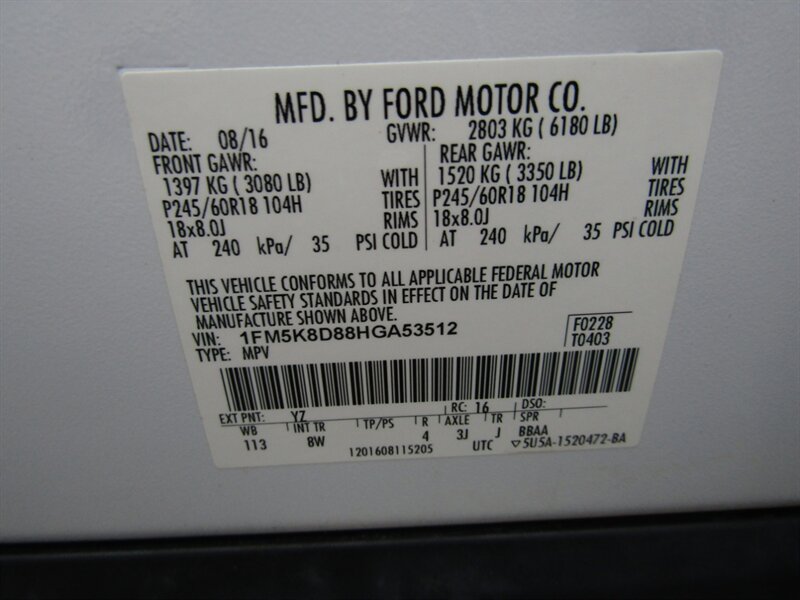 MFD. BY FORD MOTOR CO.
DATE: 08/16 GVWR: 2803 KG ( 6180 LB)
FRONT GAWR: REAR GAWR:
1397 KG ( 3080 LB) WITH 1520 KG ( 3350 LB) WITH
P245/60R18 104H TIRES P245/60R18 104H TIRES
18x8.0J RIMS 18x8.0J RIMS
AT 240 kPa/ 35 PSI COLD AT 240 kPa/ 35 PSI COLD
THIS VEHICLE CONFORMS TO ALL APPLICABLE FEDERAL MOTOR
VEHICLE SAFETY STANDARDS IN EFFECT ON THE DATE OF
MANUFACTURE SHOWN ABOVE.
VIN: 1FM5K8D88HGA53512 F0228
TYPE: MPV T0403
EXT PNT: YZ RC: 16 DSO:
WB INT TR TP/PS R AXLE TR SPR
113 8W 4 3J J BBAA
1201608115205 UTC ▽5U5A-1520472-BA